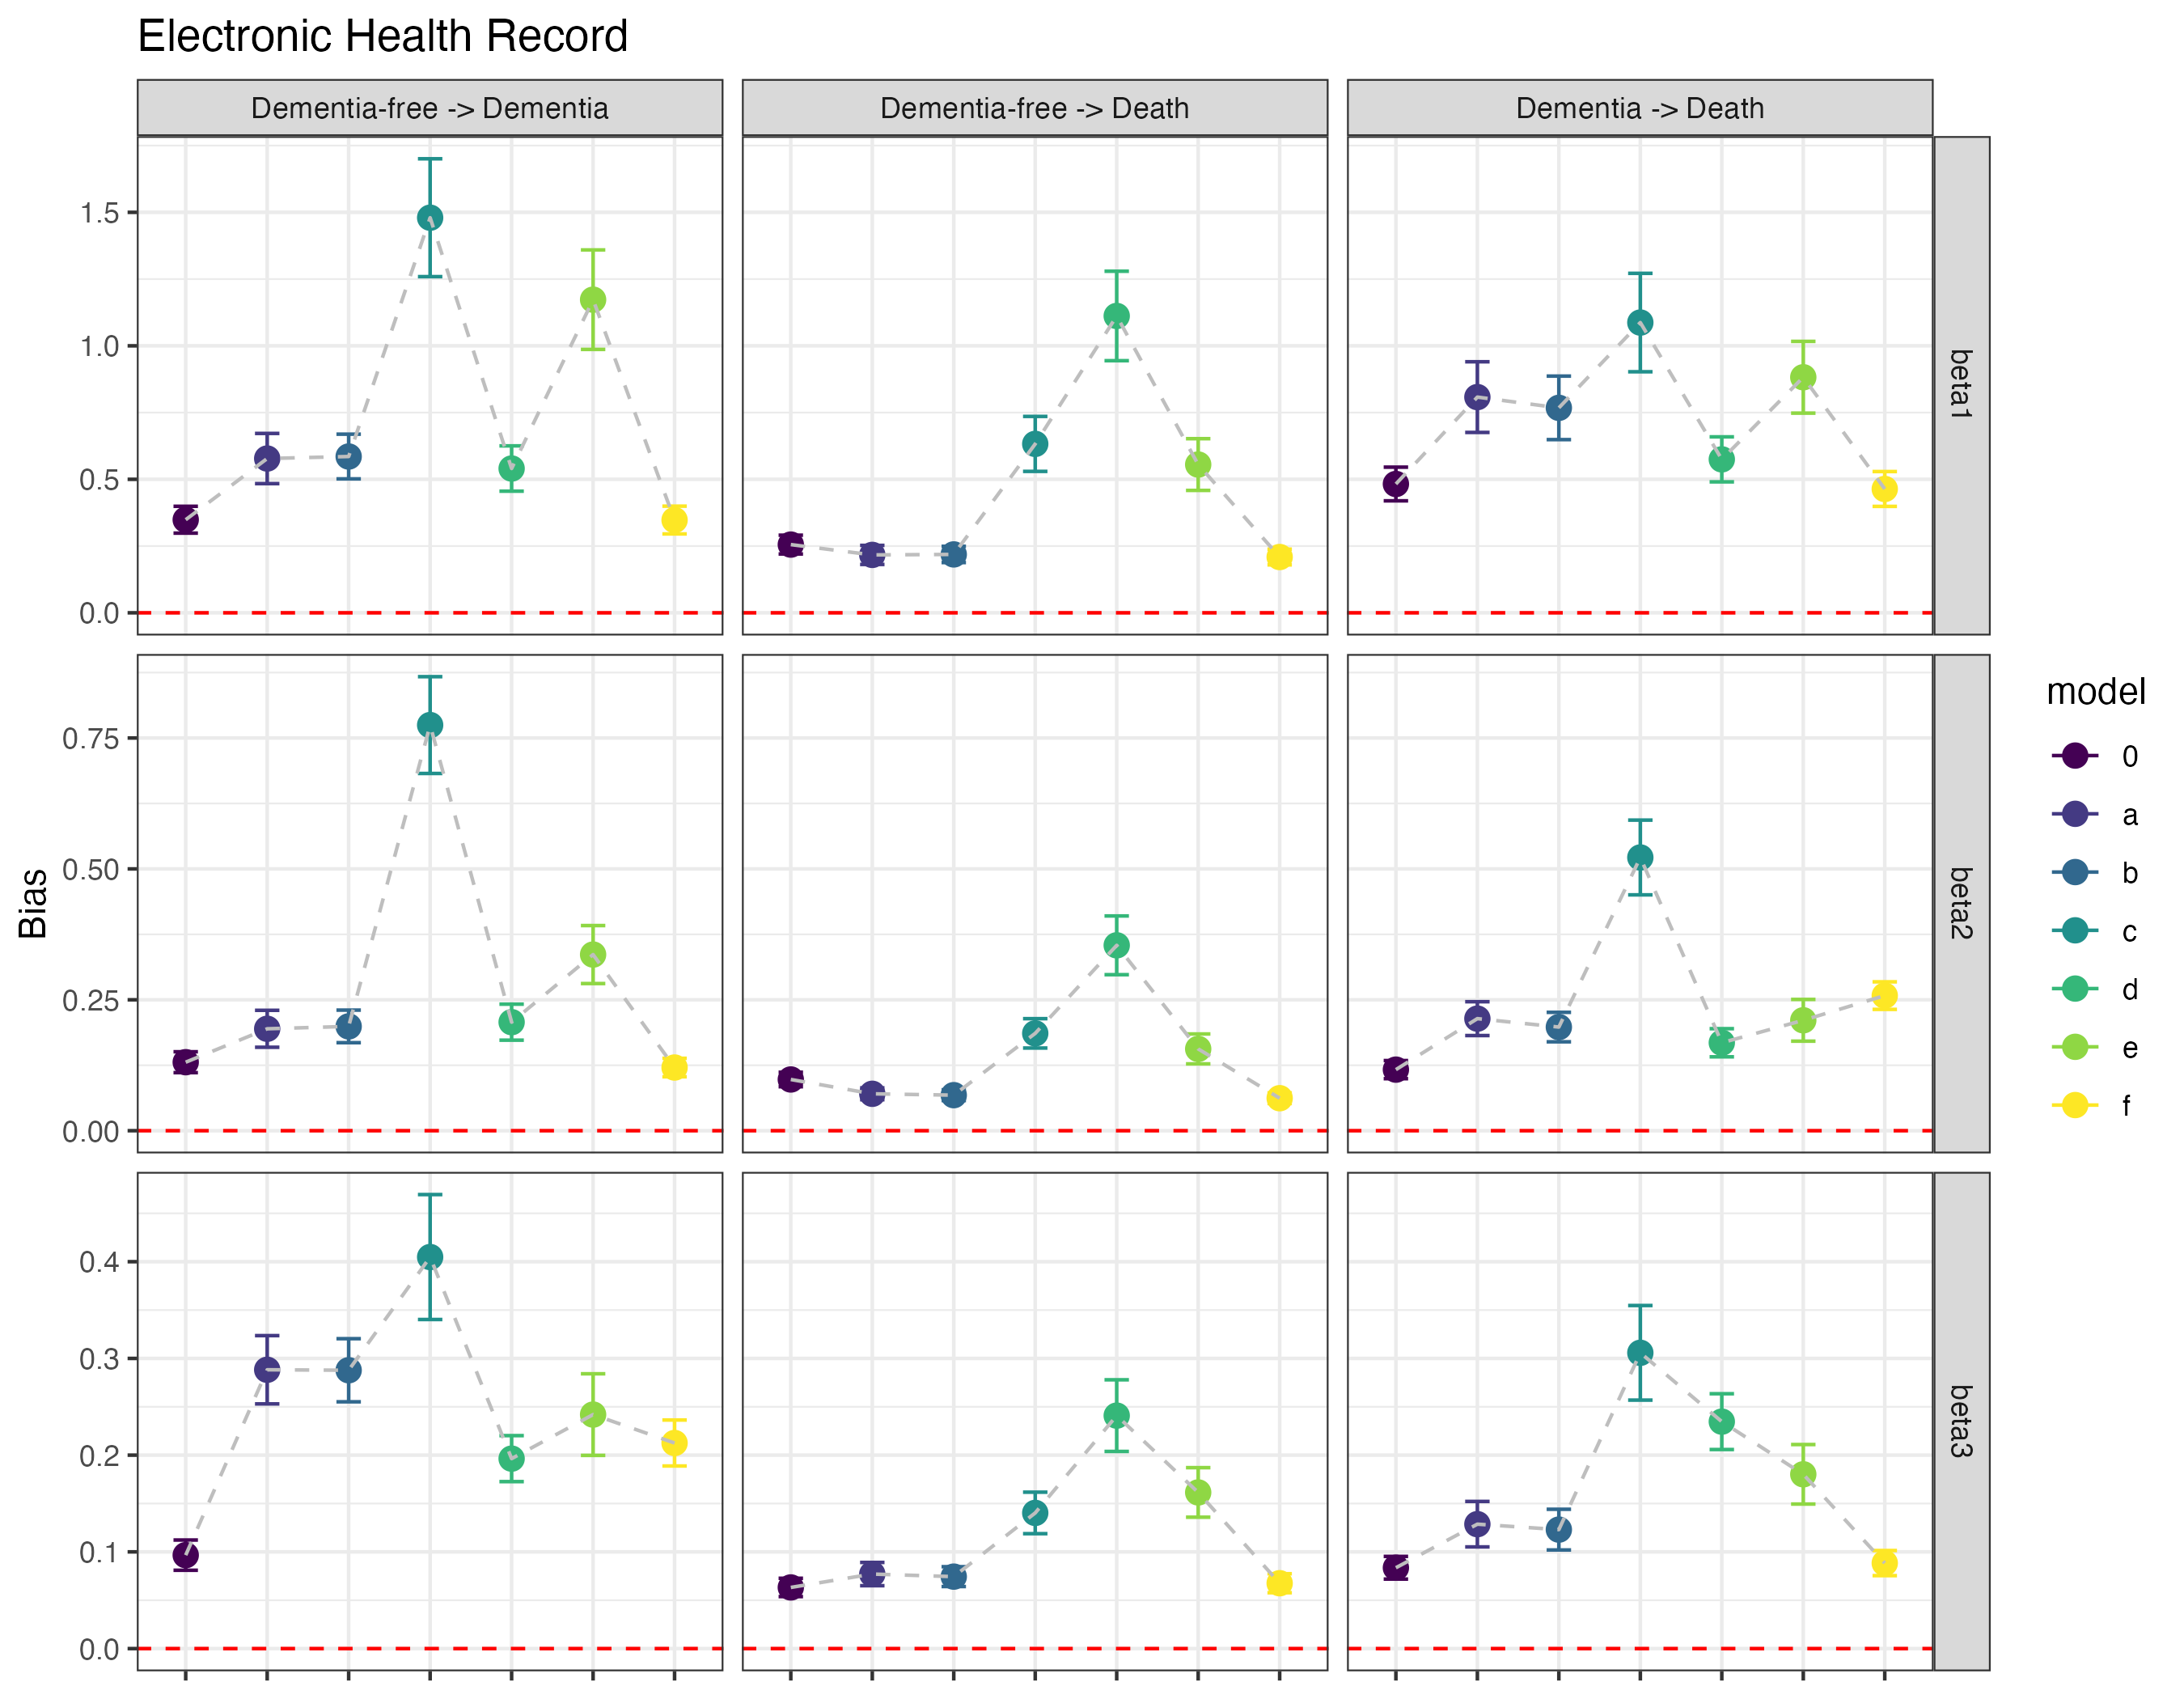 Electronic Health Record
Dementia-free -> Dementia
Dementia-free -> Death
Dementia -> Death
1.5
1.0
0.5
0.0
beta1
Bias
0.75
0.50
0.25
0.00
beta2
0.4
0.3
0.2
0.1
0.0
beta3
model
0
a
b
c
d
e
f